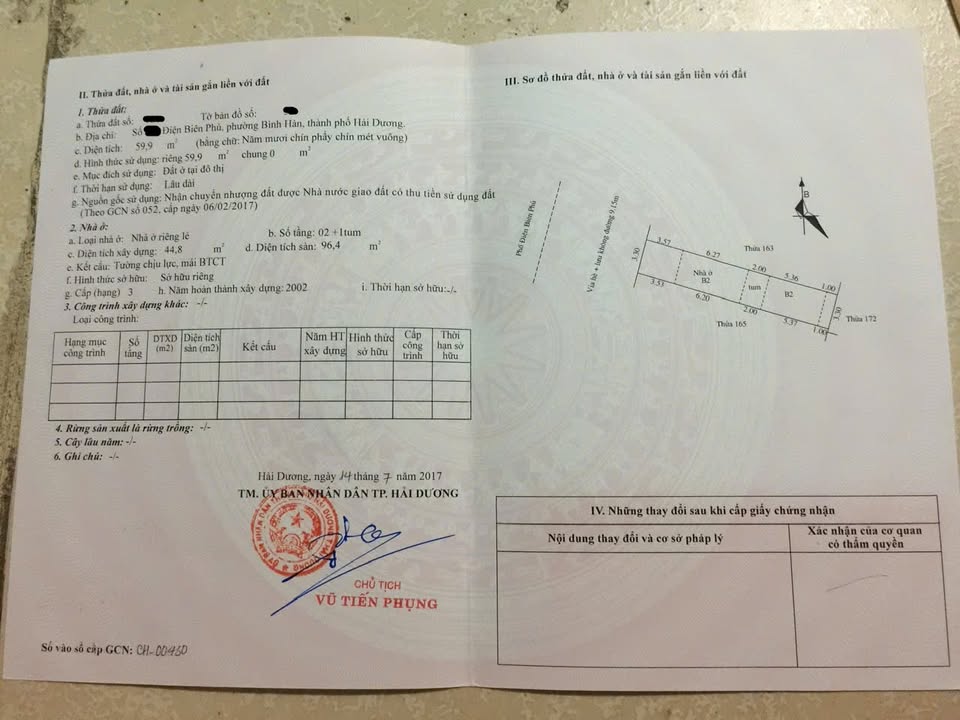 II. Thửa đất, nhà ở và tài sản gắn liền với đất
1. Thửa đất:
a. Thửa đất số: Tờ bản đồ số:
b. Địa chỉ: Số Điện Biên Phủ, phường Bình Hàn, thành phố Hải Dương.
c. Diện tích: 59,9 m² (bằng chữ: Năm mươi chín phẩy chín mét vuông)
d. Hình thức sử dụng: riêng 59,9 m² chung 0 m²
e. Mục đích sử dụng: Đất ở tại đô thị
f. Thời hạn sử dụng: Lâu dài
g. Nguồn gốc sử dụng: Nhận chuyển nhượng đất được Nhà nước giao đất có thu tiền sử dụng đất
(Theo GCN số 052, cấp ngày 06/02/2017)
2. Nhà ở:
a. Loại nhà ở: Nhà ở riêng lẻ b. Số tầng: 02 +1tum
c. Diện tích xây dựng: 44,8 m² d. Diện tích sàn: 96,4 m²
e. Kết cấu: Tường chịu lực, mái BTCT
f. Hình thức sở hữu: Sở hữu riêng
g. Cấp (hạng) 3 h. Năm hoàn thành xây dựng: 2002 i. Thời hạn sở hữu:-/-
3. Công trình xây dựng khác: -/-
Loại công trình:
Hạng mục công trình Số tầng DTXD (m2) Diện tích sàn (m2) Kết cấu Năm HT xây dựng Hình thức sở hữu Cấp công trình Thời hạn sở hữu
4. Rừng sản xuất là rừng trồng: -/-
5. Cây lâu năm: -/-
6. Ghi chú: -/-
Hải Dương, ngày 14 tháng 7 năm 2017
TM. ỦY BAN NHÂN DÂN TP. HẢI DƯƠNG
CHỦ TỊCH
VŨ TIẾN PHỤNG
Số vào sổ cấp GCN: CH-00450
III. Sơ đồ thửa đất, nhà ở và tài sản gắn liền với đất
B
Phố Điện Biên Phủ
Vỉa hè + lưu không đường 9,15m
3.57
6.27
Thửa 163
2.00
5.36
1.00
3.30
Nhà ở
B2
tum
B2
3.30
Thửa 172
3.53
6.20
2.00
5.37
1.00
Thửa 165
IV. Những thay đổi sau khi cấp giấy chứng nhận
Nội dung thay đổi và cơ sở pháp lý
Xác nhận của cơ quan
có thẩm quyền